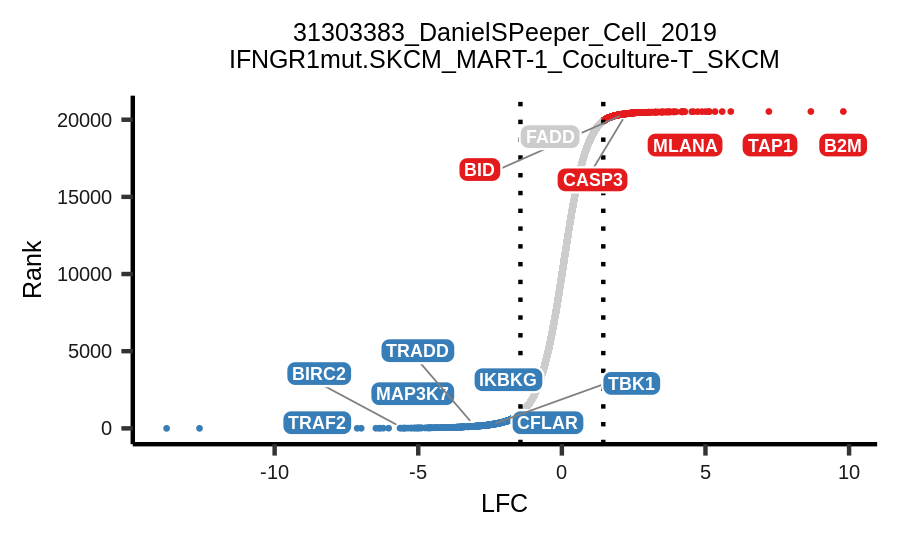 31303383_DanielSPeeper_Cell_2019
IFNGR1mut.SKCM_MART-1_Coculture-T_SKCM
20000
15000
10000
5000
0
Rank
FADD
BID
CASP3
MLANA
TAP1
B2M
TRADD
BIRC2
MAP3K7
IKBKG
TBK1
TRAF2
CFLAR
-10
-5
0
5
10
LFC